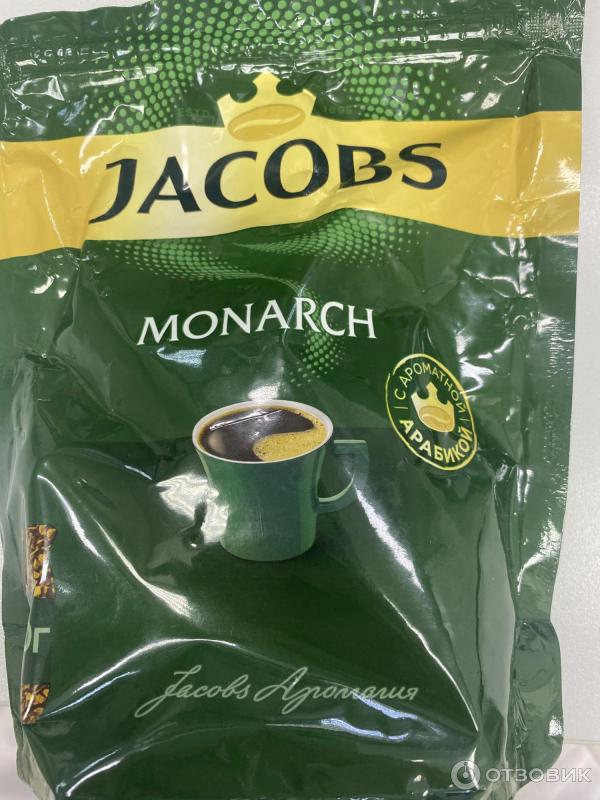 JACOBS
MONARCH
С АРОМАТНОЙ
АРАБИКОЙ
Jacobs Аромагия
ОТЗОВИК